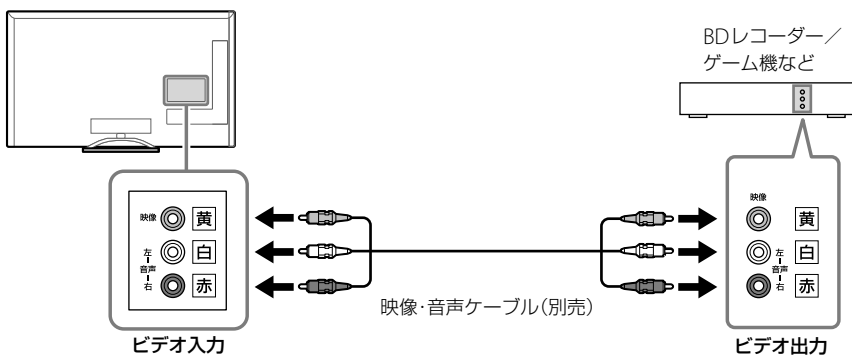 BDレコーダー／
ゲーム機など
映像 黄
左 白
音声
右 赤
映像・音声ケーブル（別売）
ビデオ入力
映像
黄
左 白
音声
右 赤
ビデオ出力